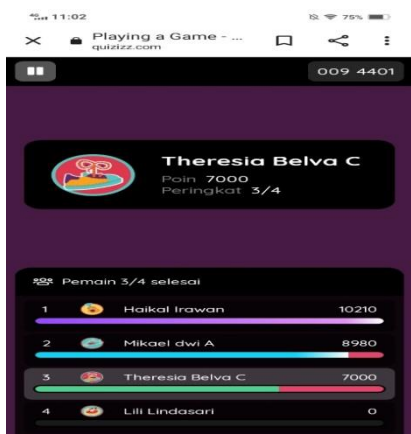 11:02
75%
Playing a Game - ...
quizizz.com
009 4401
Theresia Belva C
Poin 7000
Peringkat 3/4
Pemain 3/4 selesai
1 Haikal Irawan 10210
2 Mikael dwi A 8980
3 Theresia Belva C 7000
4 Lili Lindasari 0